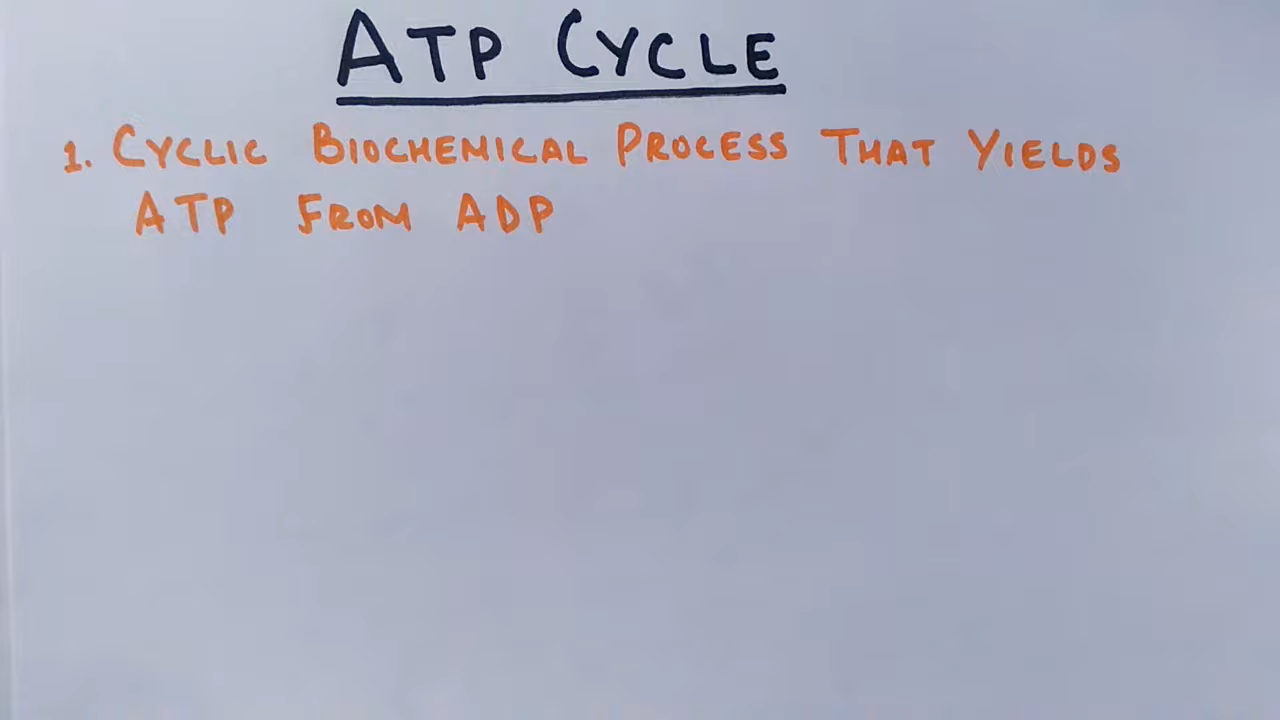 ATP CYCLE
1. CYCLIC BIOCHEMICAL PROCESS THAT YIELDS
ATP FROM ADP